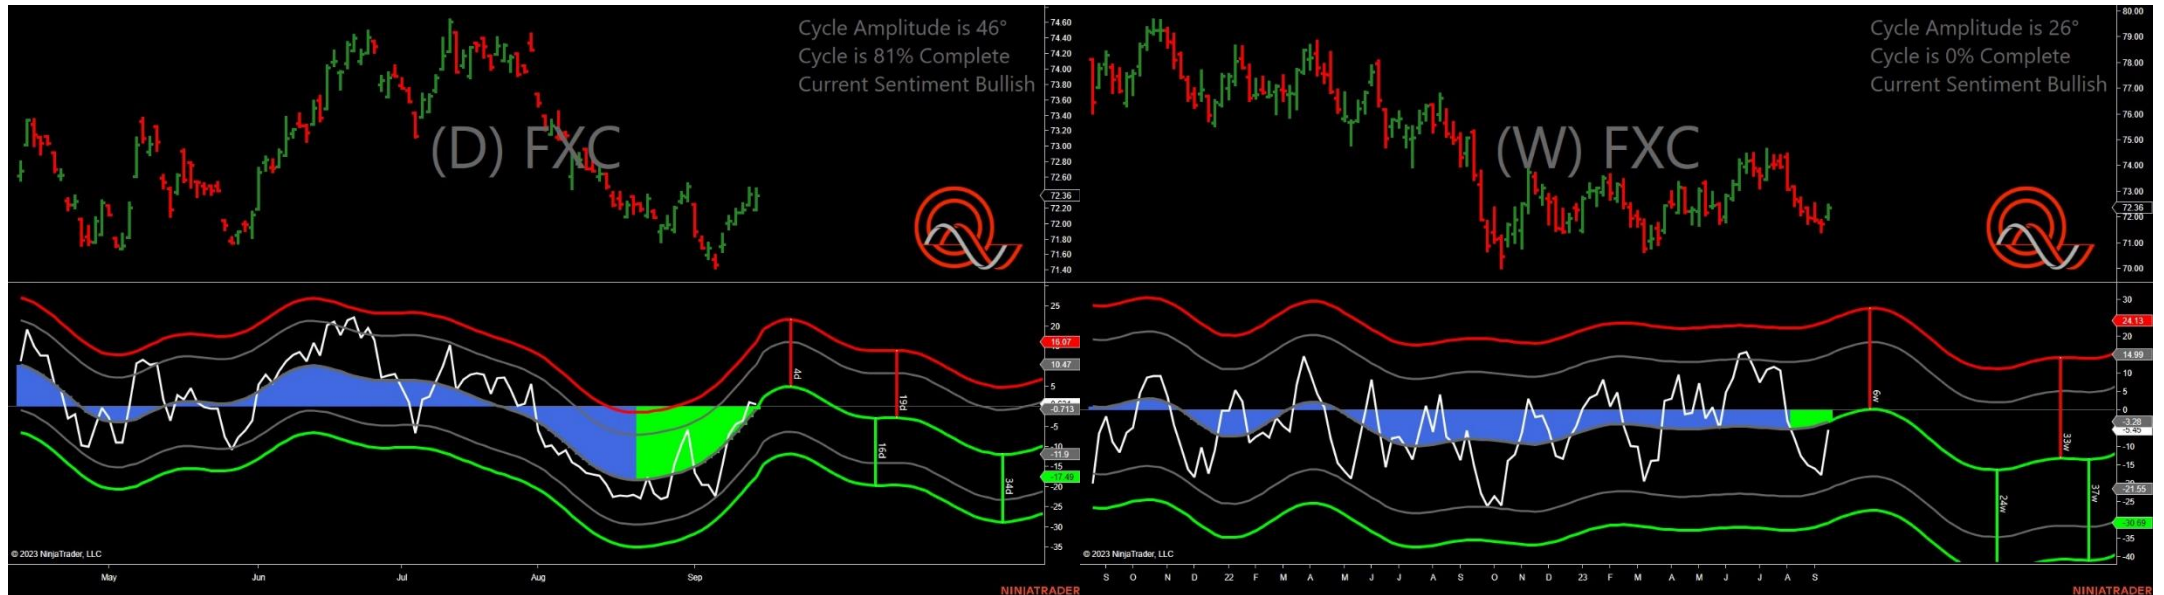 Cycle Amplitude is 46°
Cycle is 81% Complete
Current Sentiment Bullish
(D) FXC
74.60
74.40
74.20
74.00
73.80
73.60
73.40
73.20
73.00
72.80
72.60
72.36
72.20
72.00
71.80
71.60
71.40
25
20
16.07
10.47
5
-0.713
-5
-11.9
-15
-17.49
-20
-25
-30
-35
4d
19d
16d
34d
© 2023 NinjaTrader, LLC
May Jun Jul Aug Sep
NINJATRADER
Cycle Amplitude is 26°
Cycle is 0% Complete
Current Sentiment Bullish
(W) FXC
80.00
79.00
78.00
77.00
76.00
75.00
74.00
73.00
72.36
72.00
71.00
70.00
30
24.13
20
14.99
10
5
0
-3.28
-5.45
-10
-15
-21.55
-25
-30.69
-35
-40
6w
33w
24w
37w
© 2023 NinjaTrader, LLC
S O N D 22 F M A M J J A S O N D 23 F M A M J J A S
NINJATRADER